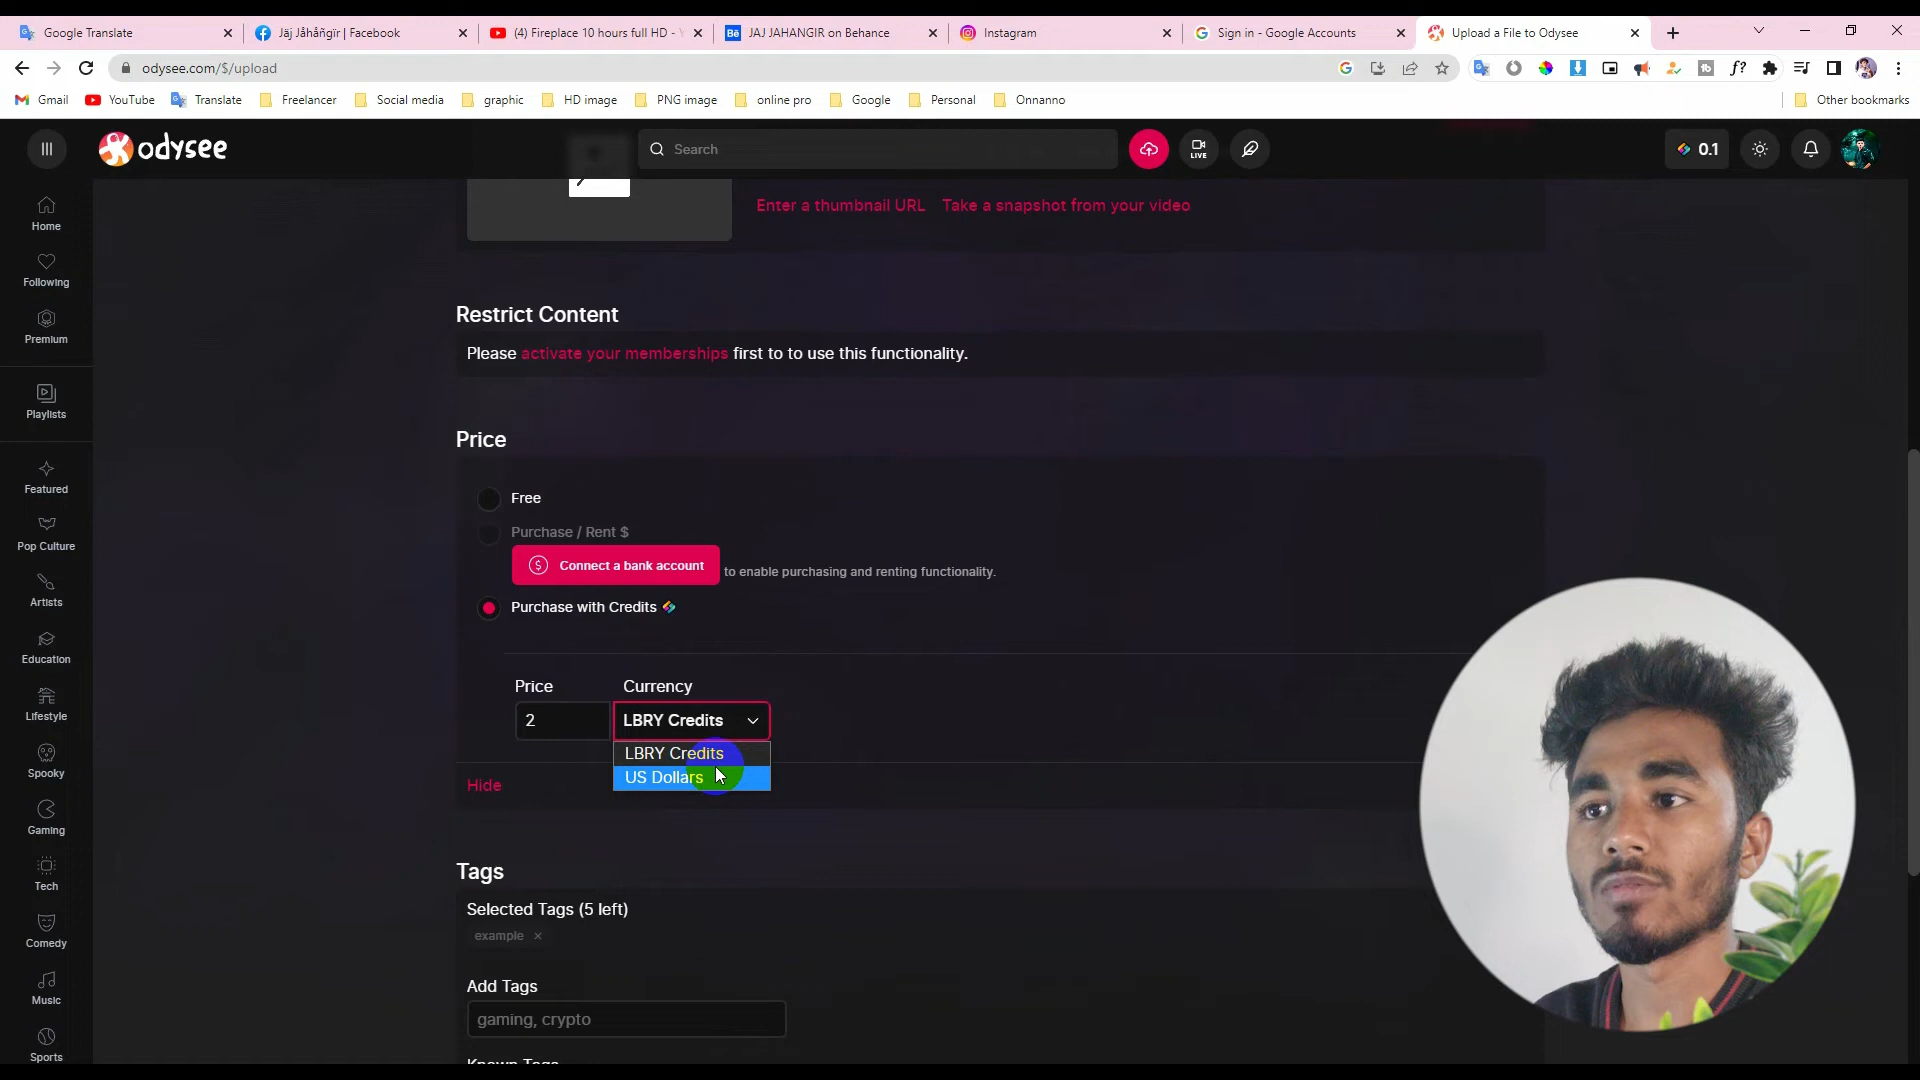 Google Translate
Jäj Jåhåñgïr | Facebook
(4) Fireplace 10 hours full HD -
Bē JAJ JAHANGIR on Behance
Instagram
Sign in - Google Accounts
Upload a File to Odysee
odysee.com/$/upload
f?
Gmail
YouTube
Translate
Freelancer
Social media
graphic
HD image
PNG image
online pro
Google
Personal
Onnanno
Other bookmarks
odysee
Search
LIVE
0.1
Home
Following
Premium
Playlists
Featured
Pop Culture
Artists
Education
Lifestyle
Spooky
Gaming
Tech
Comedy
Music
Sports
Enter a thumbnail URL Take a snapshot from your video
Restrict Content
Please activate your memberships first to to use this functionality.
Price
Free
Purchase / Rent $
Connect a bank account to enable purchasing and renting functionality.
Purchase with Credits
Price Currency
2 LBRY Credits
LBRY Credits
US Dollars
Hide
Tags
Selected Tags (5 left)
example
Add Tags
gaming, crypto
Known Tags